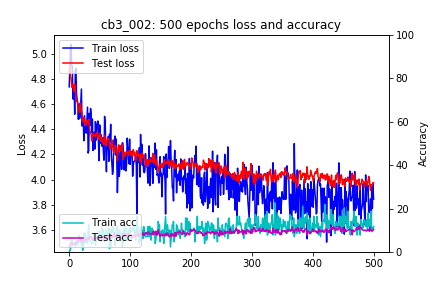 cb3_002: 500 epochs loss and accuracy
Train loss
Test loss
Train acc
Test acc
Loss
5.0
4.8
4.6
4.4
4.2
4.0
3.8
3.6
Accuracy
100
80
60
40
20
0
0 100 200 300 400 500